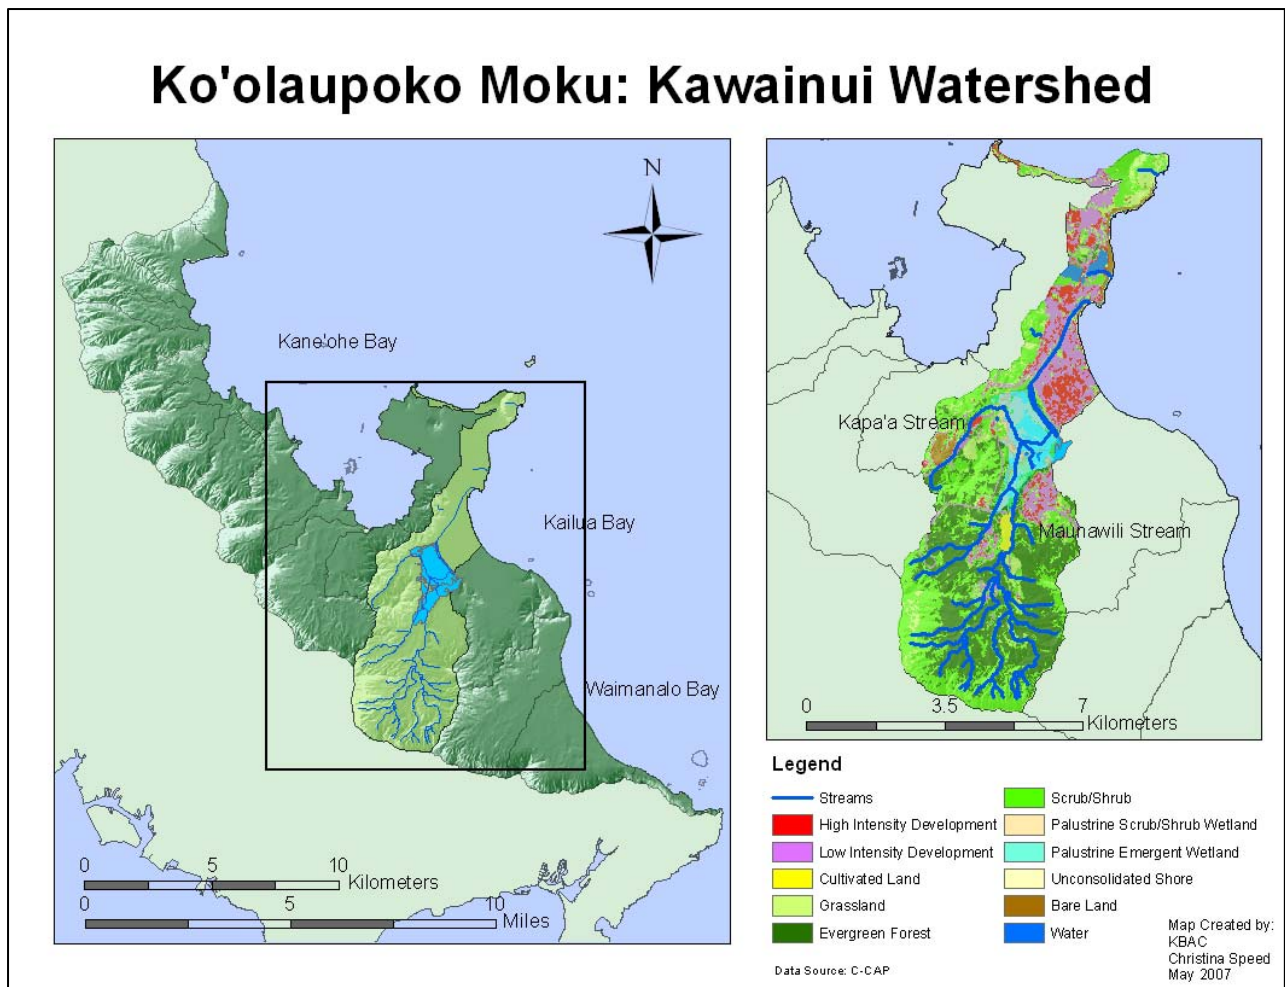 Ko'olaupoko Moku: Kawainui Watershed
N
Kane'ohe Bay
Kailua Bay
Waimanalo Bay
0 5 10
Kilometers
0 5 10
Miles
Kapa'a Stream
Maunawili Stream
0 3.5 7
Kilometers
Legend
Streams
High Intensity Development
Low Intensity Development
Cultivated Land
Grassland
Evergreen Forest
Scrub/Shrub
Palustrine Scrub/Shrub Wetland
Palustrine Emergent Wetland
Unconsolidated Shore
Bare Land
Water
Data Source: C-CAP
Map Created by:
KBAC
Christina Speed
May 2007